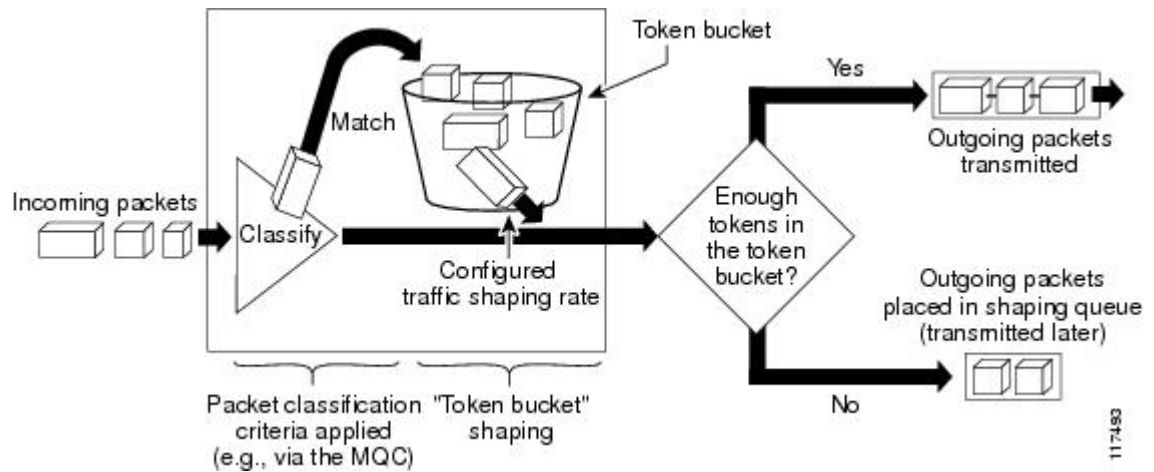 Token bucket
Match
Incoming packets
Classify
Configured
traffic shaping rate
Packet classification
criteria applied
(e.g., via the MQC)
"Token bucket"
shaping
Enough
tokens in
the token
bucket?
Yes
Outgoing packets
transmitted
No
Outgoing packets
placed in shaping queue
(transmitted later)
117493